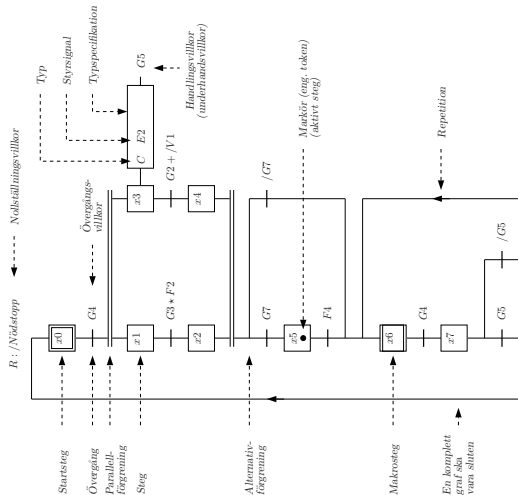 R : /Nödstopp
Nollställningsvillkor
Typ
Styrsignal
Typspecifikation
Startsteg
x0
Övergång
G4
Övergångs-
villkor
Parallell-
förgrening
Steg
x1
x3
C
E2
G5
Handlingsvillkor
(underhandsvillkor)
G3 ⋆ F2
G2 + /V1
x2
x4
Alternativ-
förgrening
G7
/G7
x5
Markör (eng. token)
(aktivt steg)
F4
Makrosteg
x6
G4
Repetition
x7
En komplett
graf ska
vara sluten
G5
/G5